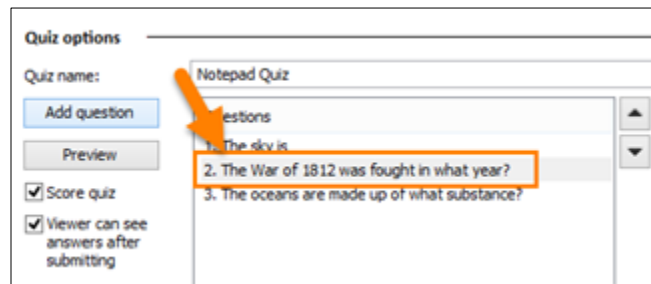 Quiz options
Quiz name:
Notepad Quiz
Add question
estions
Preview
1. The sky is
2. The War of 1812 was fought in what year?
3. The oceans are made up of what substance?
Score quiz
Viewer can see
answers after
submitting